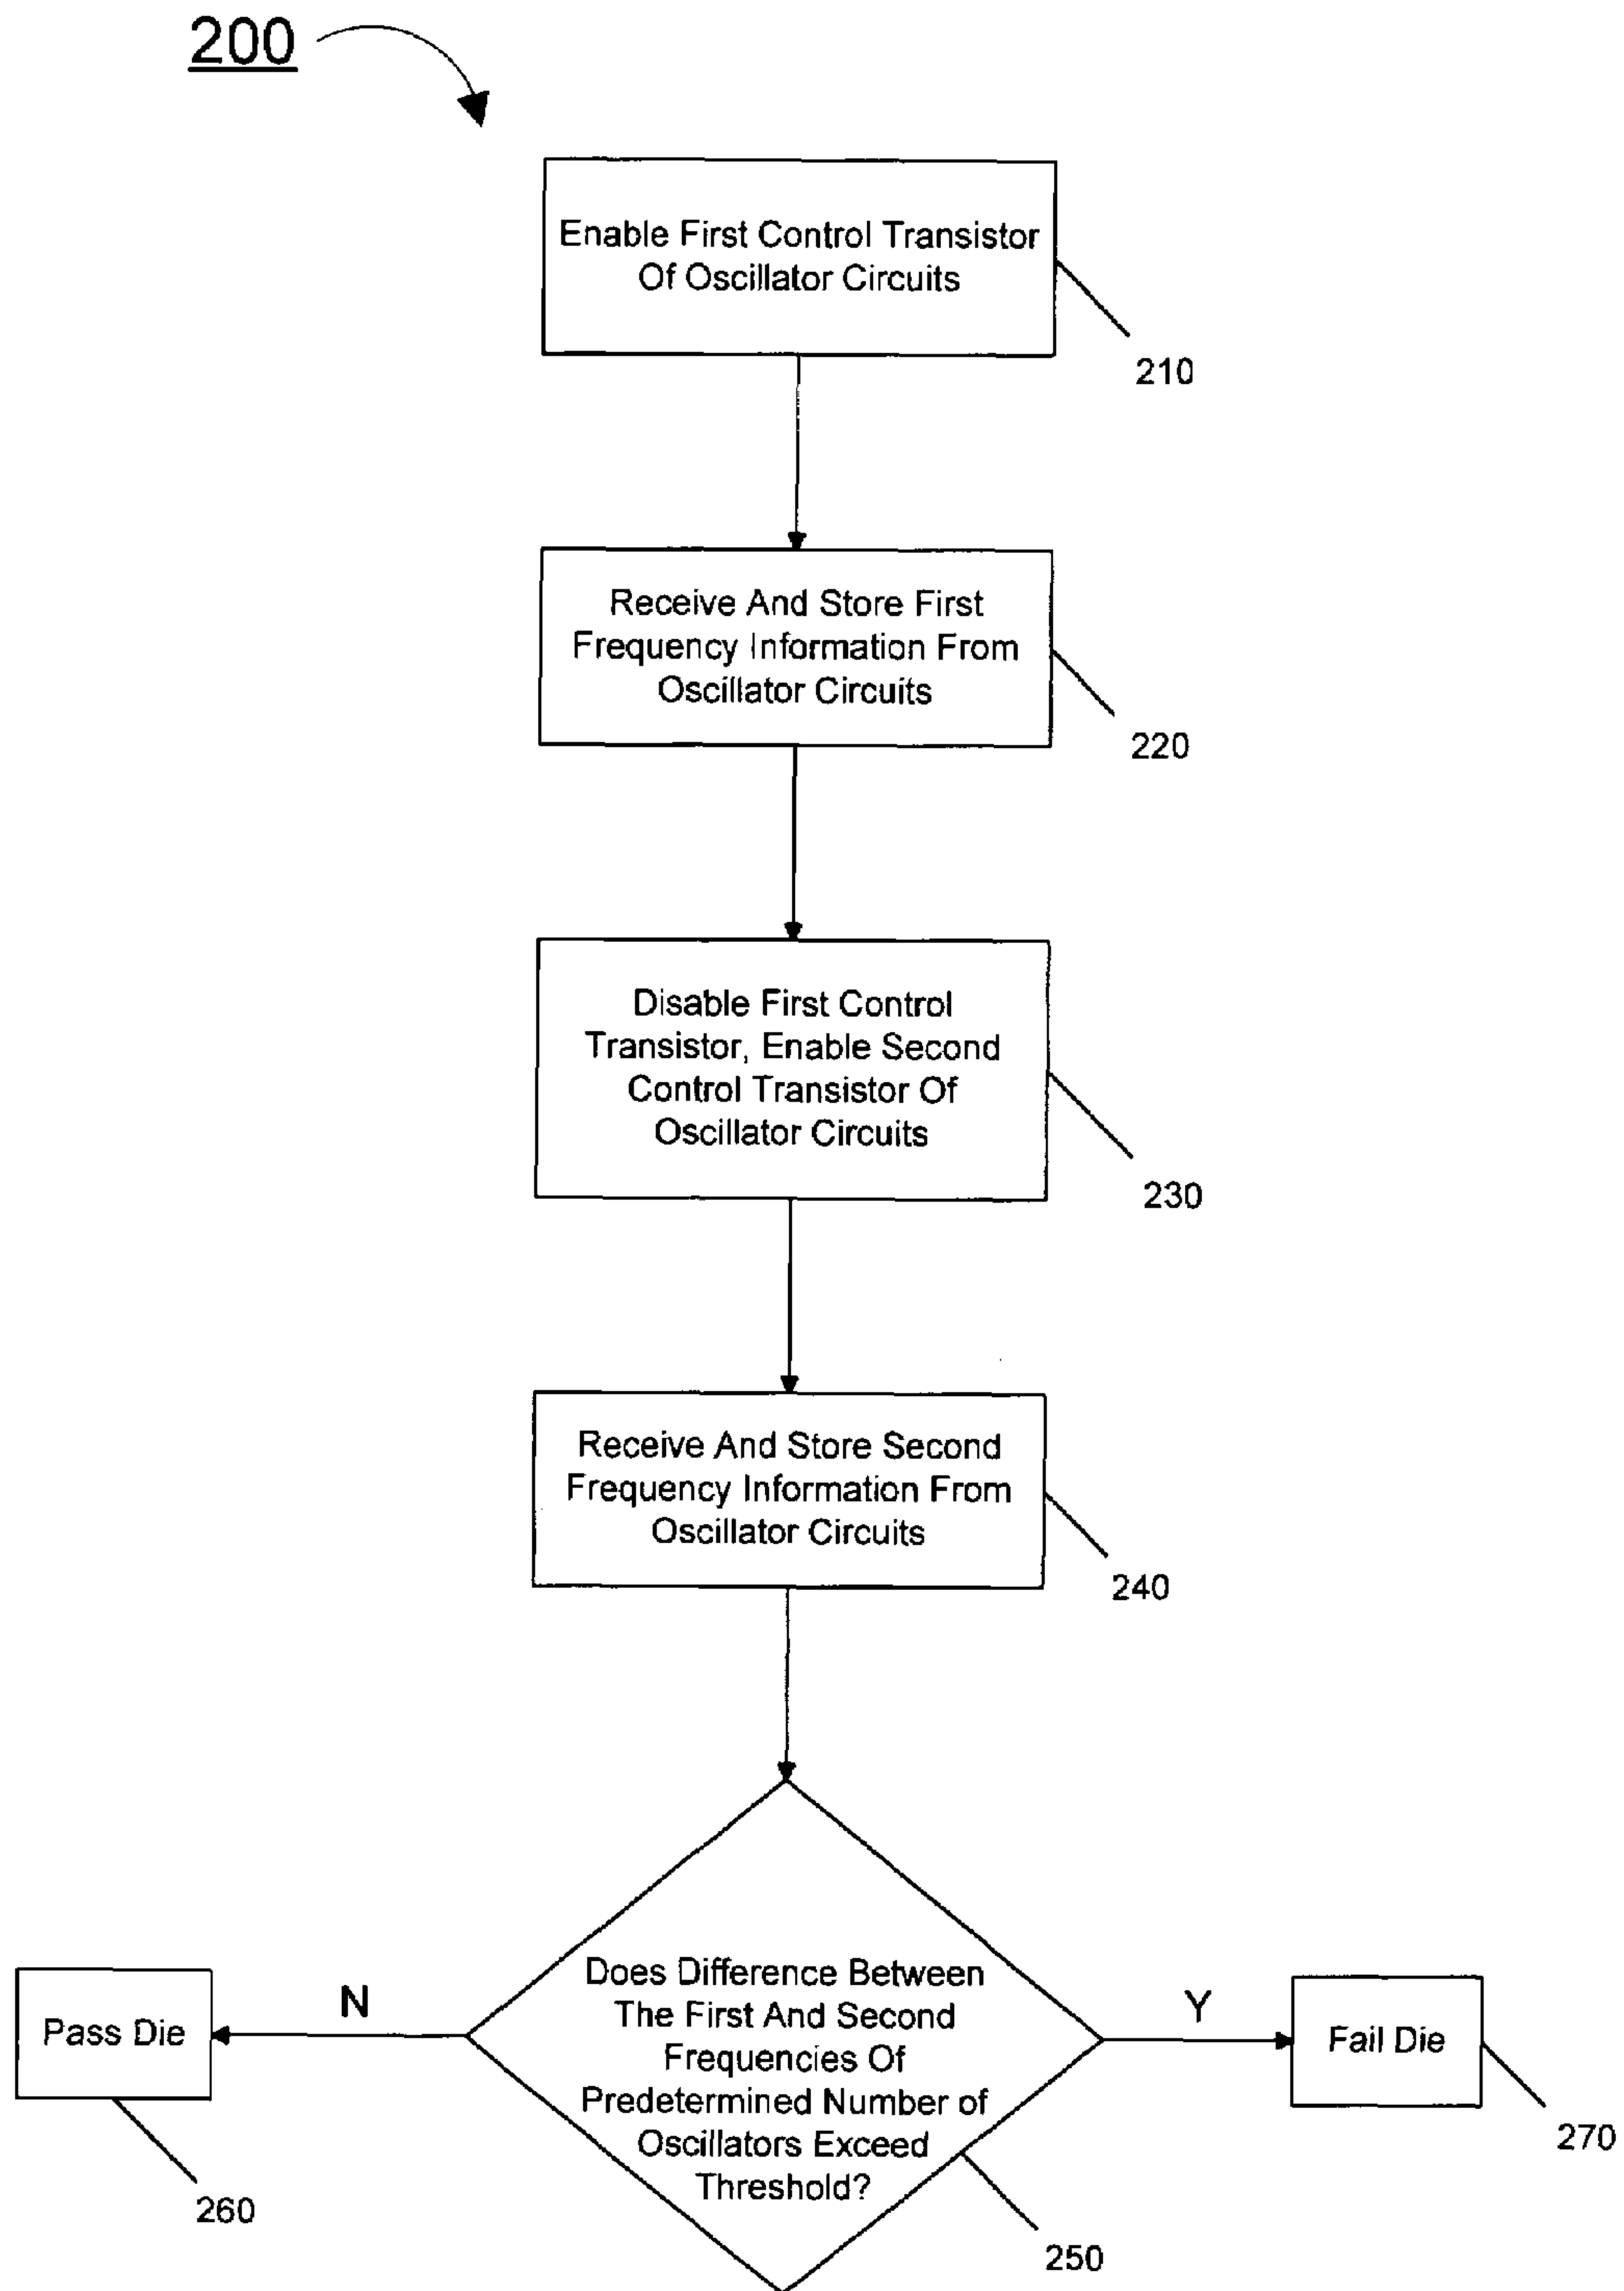 200
Enable First Control Transistor
Of Oscillator Circuits
210
Receive And Store First
Frequency Information From
Oscillator Circuits
220
Disable First Control
Transistor, Enable Second
Control Transistor Of
Oscillator Circuits
230
Receive And Store Second
Frequency Information From
Oscillator Circuits
240
Does Difference Between
The First And Second
Frequencies Of
Predetermined Number of
Oscillators Exceed
Threshold?
250
N
Pass Die
260
Y
Fail Die
270